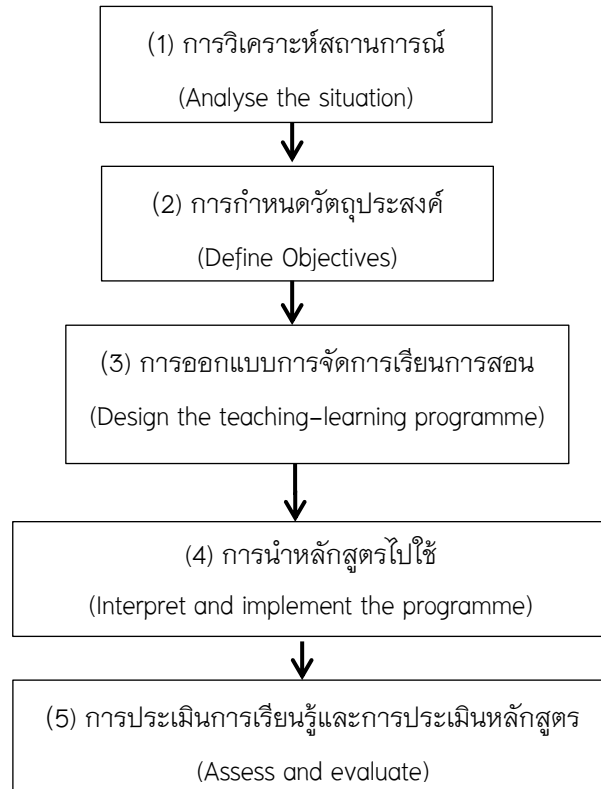 (1) การวิเคราะห์สถานการณ์
(Analyse the situation)
(2) การกำหนดวัตถุประสงค์
(Define Objectives)
(3) การออกแบบการจัดการเรียนการสอน
(Design the teaching–learning programme)
(4) การนำหลักสูตรไปใช้
(Interpret and implement the programme)
(5) การประเมินการเรียนรู้และการประเมินหลักสูตร
(Assess and evaluate)